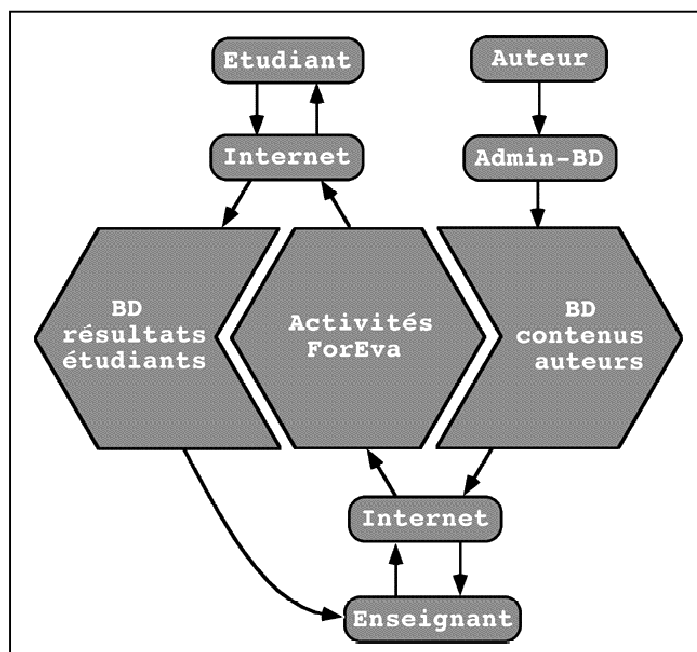 Etudiant
Auteur
Internet
Admin-BD
BD
résultats
étudiants
Activités
ForEva
BD
contenus
auteurs
Internet
Enseignant